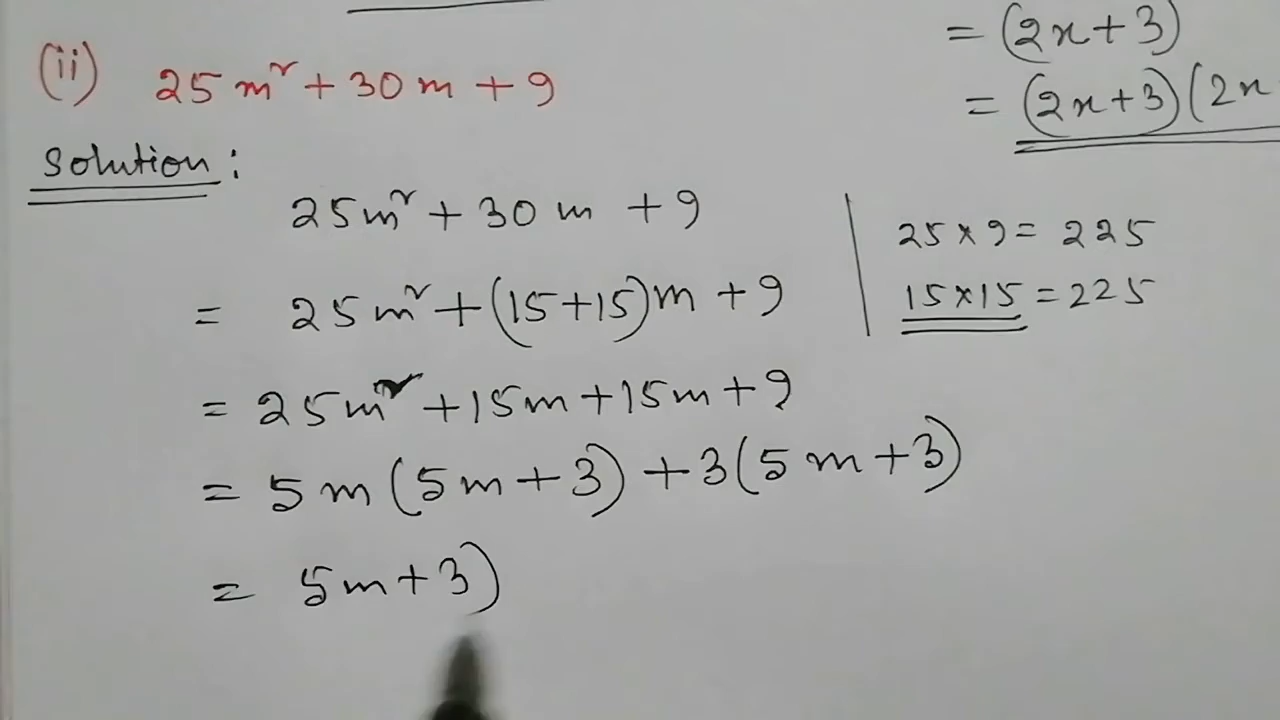 = (2x+3)
= (2x+3)(2x
(ii) 25m² + 30m + 9
Solution:
25m² + 30m + 9
= 25m² + (15+15)m + 9
= 25m² + 15m + 15m + 9
= 5m(5m+3) + 3(5m+3)
= 5m+3)
25×9 = 225
15×15 = 225